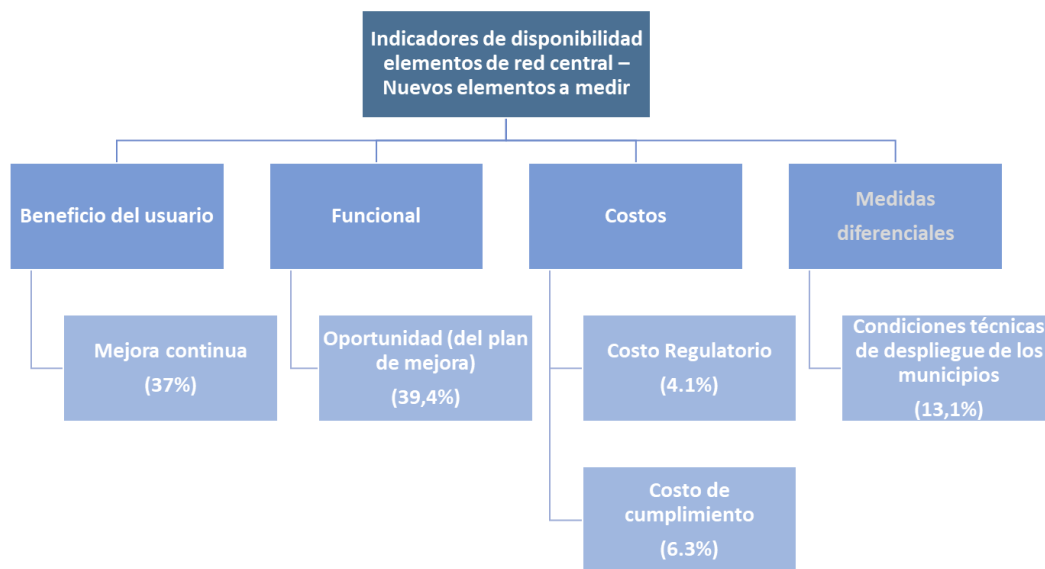 Indicadores de disponibilidad
elementos de red central –
Nuevos elementos a medir
Beneficio del usuario
Funcional
Costos
Medidas
diferenciales
Mejora continua
(37%)
Oportunidad (del plan
de mejora)
(39,4%)
Costo Regulatorio
(4.1%)
Condiciones técnicas
de despliegue de los
municipios
(13,1%)
Costo de
cumplimiento
(6.3%)